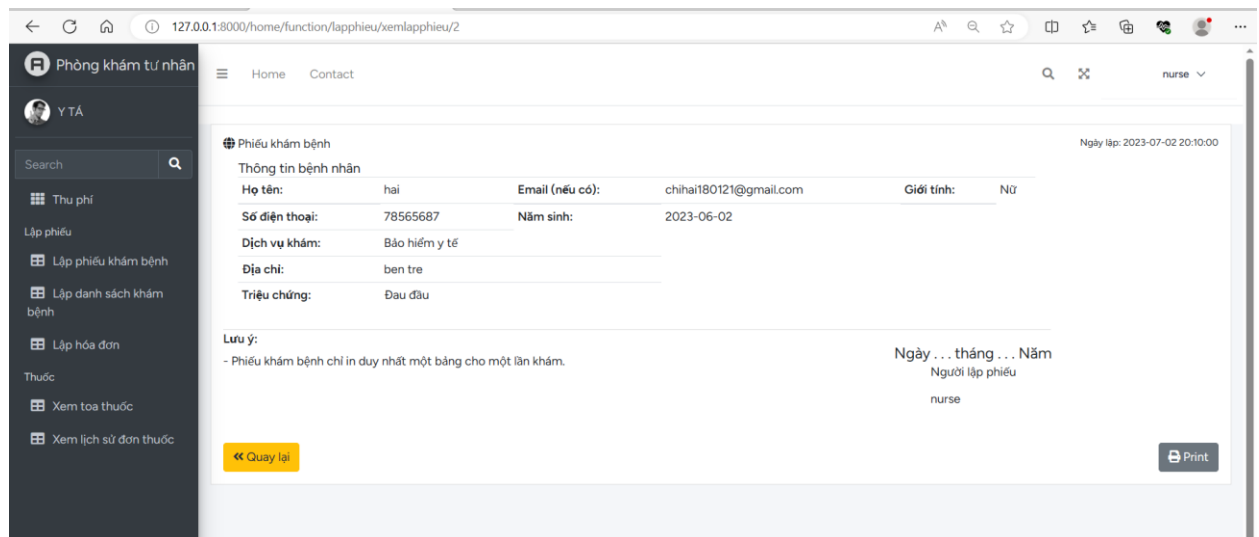 127.0.0.1:8000/home/function/lapphieu/xemlapphieu/2
Phòng khám tư nhân
Y TÁ
Search
Thu phí
Lập phiếu
Lập phiếu khám bệnh
Lập danh sách khám
bệnh
Lập hóa đơn
Thuốc
Xem toa thuốc
Xem lịch sử đơn thuốc
Home Contact
nurse
Phiếu khám bệnh
Ngày lập: 2023-07-02 20:10:00
Thông tin bệnh nhân
Họ tên: hai Email (nếu có): chihai180121@gmail.com Giới tính: Nữ
Số điện thoại: 78565687 Năm sinh: 2023-06-02
Dịch vụ khám: Bảo hiểm y tế
Địa chỉ: ben tre
Triệu chứng: Đau đầu
Lưu ý:
- Phiếu khám bệnh chỉ in duy nhất một bảng cho một lần khám.
Ngày . . . tháng . . . Năm
Người lập phiếu
nurse
Quay lại
Print